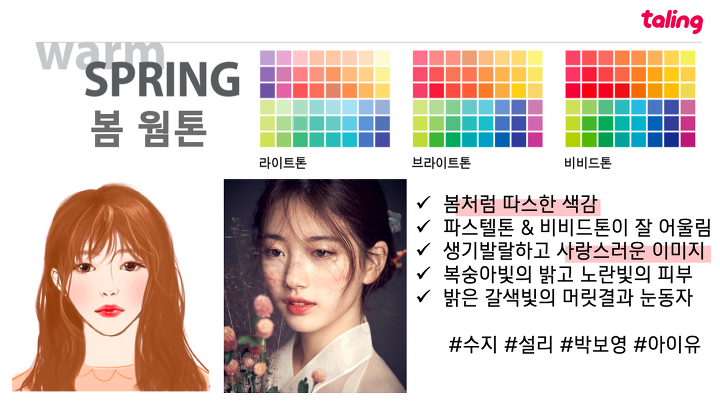 taling
warm
SPRING
봄 웜톤
라이트톤
브라이트톤
비비드톤
✓ 봄처럼 따스한 색감
✓ 파스텔톤 & 비비드톤이 잘 어울림
✓ 생기발랄하고 사랑스러운 이미지
✓ 복숭아빛의 밝고 노란빛의 피부
✓ 밝은 갈색빛의 머릿결과 눈동자
#수지 #설리 #박보영 #아이유